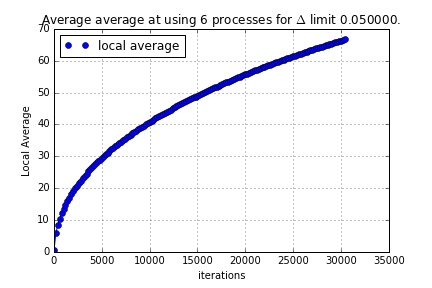 Average average at using 6 processes for Δ limit 0.050000.
70
60
50
40
30
20
10
0
Local Average
local average
0 5000 10000 15000 20000 25000 30000 35000
iterations